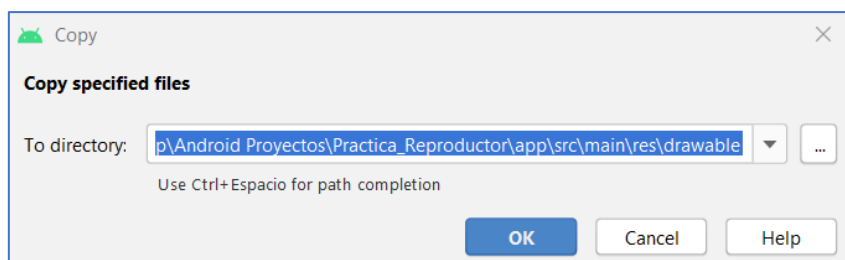 Copy
Copy specified files
To directory: p\Android Proyectos\Practica_Reproductor\app\src\main\res\drawable ...
Use Ctrl+Espacio for path completion
OK Cancel Help